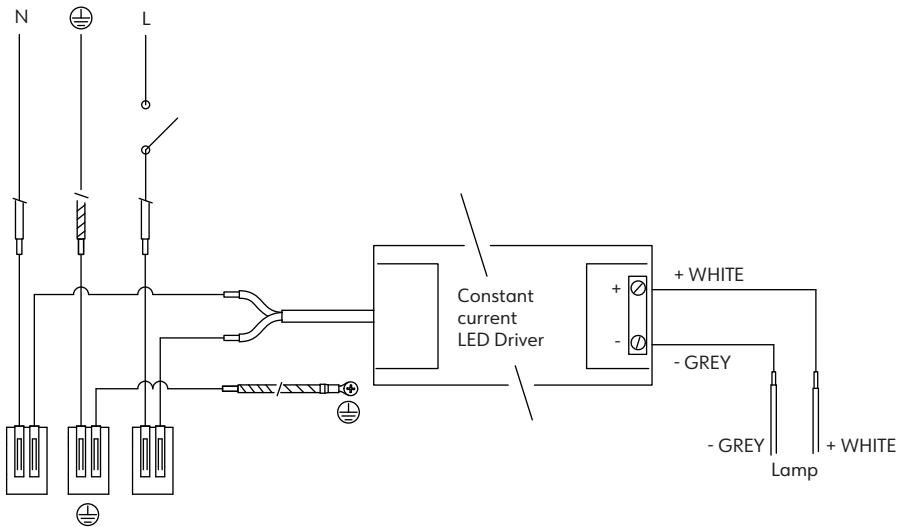 N L
+ WHITE
Constant
current
LED Driver
+
-
- GREY
- GREY + WHITE
Lamp